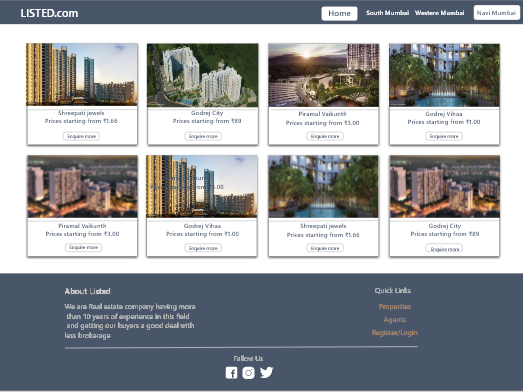 LISTED.com
Home
South Mumbai
Western Mumbai
Navi Mumbai
Shreepati jewels
Prices starting from ₹1.66
Enquire more
Godrej City
Prices starting from ₹89
Enquire more
Piramal Vaikunth
Prices starting from ₹3.00
Enquire more
Godrej Vihaa
Prices starting from ₹1.00
Enquire more
Piramal Vaikunth
Prices starting from ₹3.00
Enquire more
Godrej Vihaa
Prices starting from ₹1.00
Enquire more
Shreepati jewels
Prices starting from ₹1.66
Enquire more
Godrej City
Prices starting from ₹89
Enquire more
About Listed
We are Real estate company having more
than 10 years of experience in this field
and getting our buyers a good deal with
less brokerage
Quick Links
Properties
Agents
Register/Login
Follow Us